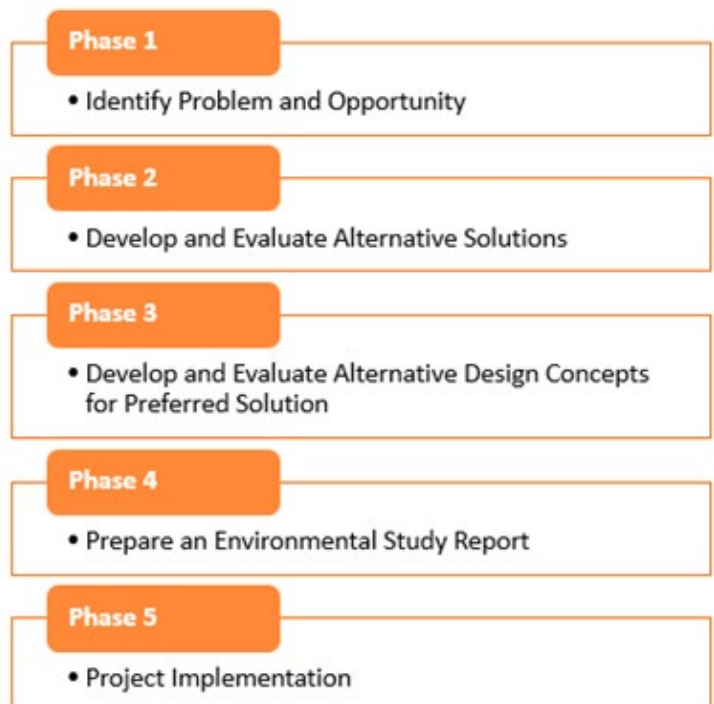 Phase 1
• Identify Problem and Opportunity
Phase 2
• Develop and Evaluate Alternative Solutions
Phase 3
• Develop and Evaluate Alternative Design Concepts
for Preferred Solution
Phase 4
• Prepare an Environmental Study Report
Phase 5
• Project Implementation